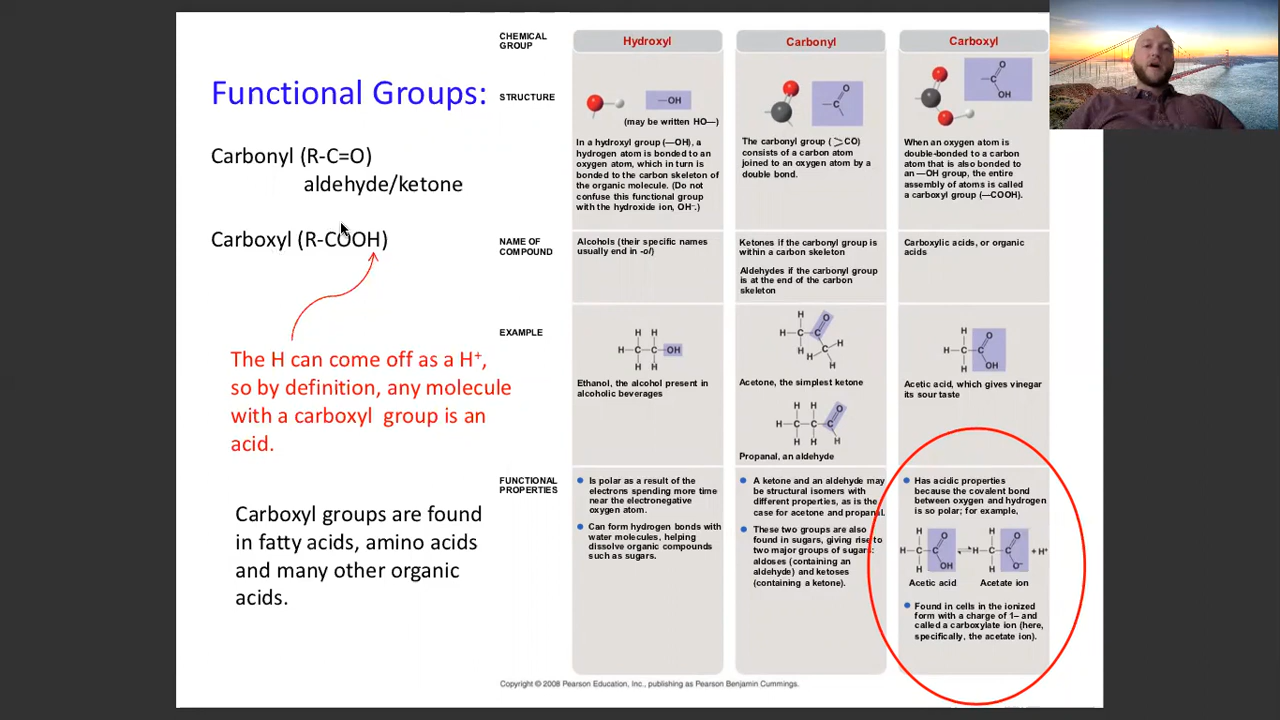 Functional Groups:
Carbonyl (R-C=O)
aldehyde/ketone
Carboxyl (R-COOH)
The H can come off as a H⁺,
so by definition, any molecule
with a carboxyl group is an
acid.
Carboxyl groups are found
in fatty acids, amino acids
and many other organic
acids.
CHEMICAL
GROUP
Hydroxyl
Carbonyl
Carboxyl
STRUCTURE
—OH
(may be written HO—)
In a hydroxyl group (—OH), a
hydrogen atom is bonded to an
oxygen atom, which in turn is
bonded to the carbon skeleton of
the organic molecule. (Do not
confuse this functional group
with the hydroxide ion, OH⁻.)
O
C
The carbonyl group (>CO)
consists of a carbon atom
joined to an oxygen atom by a
double bond.
O
C
OH
When an oxygen atom is
double-bonded to a carbon
atom that is also bonded to
an —OH group, the entire
assembly of atoms is called
a carboxyl group (—COOH).
NAME OF
COMPOUND
Alcohols (their specific names
usually end in -ol)
Ketones if the carbonyl group is
within a carbon skeleton
Aldehydes if the carbonyl group
is at the end of the carbon
skeleton
Carboxylic acids, or organic
acids
EXAMPLE
H H
H C C OH
H H
Ethanol, the alcohol present in
alcoholic beverages
H O
H C C
H C H
H
Acetone, the simplest ketone
H H O
H C C C
H H H
Propanal, an aldehyde
H O
H C C
H OH
Acetic acid, which gives vinegar
its sour taste
FUNCTIONAL
PROPERTIES
Is polar as a result of the
electrons spending more time
near the electronegative
oxygen atom.
Can form hydrogen bonds with
water molecules, helping
dissolve organic compounds
such as sugars.
A ketone and an aldehyde may
be structural isomers with
different properties, as is the
case for acetone and propanal.
These two groups are also
found in sugars, giving rise to
two major groups of sugars:
aldoses (containing an
aldehyde) and ketoses
(containing a ketone).
Has acidic properties
because the covalent bond
between oxygen and hydrogen
is so polar; for example,
H O H O
H C C H C C + H⁺
H OH H O⁻
Acetic acid Acetate ion
Found in cells in the ionized
form with a charge of 1– and
called a carboxylate ion (here,
specifically, the acetate ion).
Copyright © 2008 Pearson Education, Inc., publishing as Pearson Benjamin Cummings.